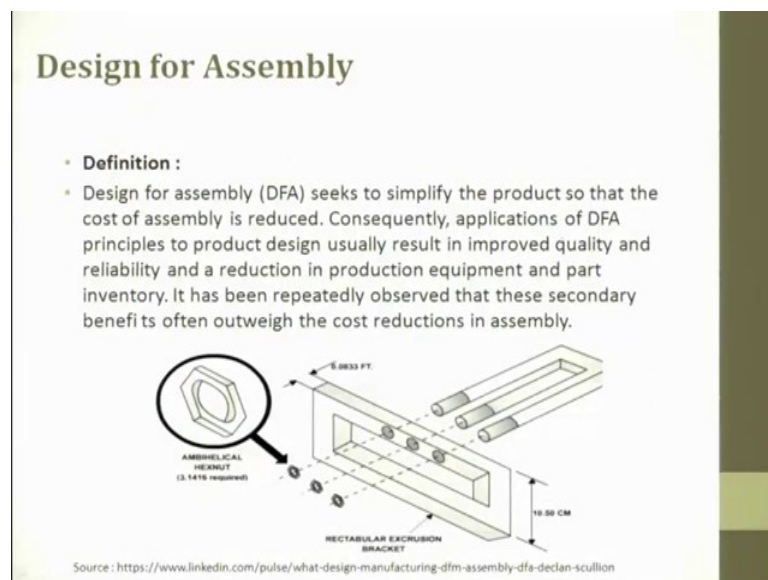 Design for Assembly
• Definition :
• Design for assembly (DFA) seeks to simplify the product so that the
cost of assembly is reduced. Consequently, applications of DFA
principles to product design usually result in improved quality and
reliability and a reduction in production equipment and part
inventory. It has been repeatedly observed that these secondary
benefi ts often outweigh the cost reductions in assembly.
0.0833 FT.
AMBIHELICAL
HEXNUT
(3.1416 required)
10.50 CM
RECTABULAR EXCRUSION
BRACKET
Source : https://www.linkedin.com/pulse/what-design-manufacturing-dfm-assembly-dfa-declan-scullion